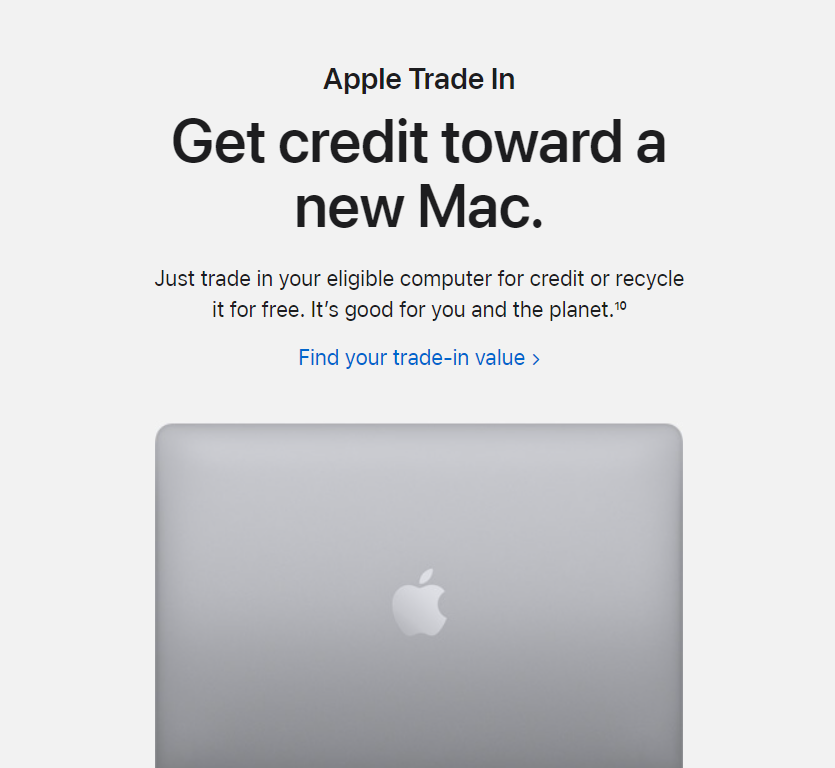 Apple Trade In
Get credit toward a
new Mac.
Just trade in your eligible computer for credit or recycle
it for free. It’s good for you and the planet.¹⁰
Find your trade-in value >